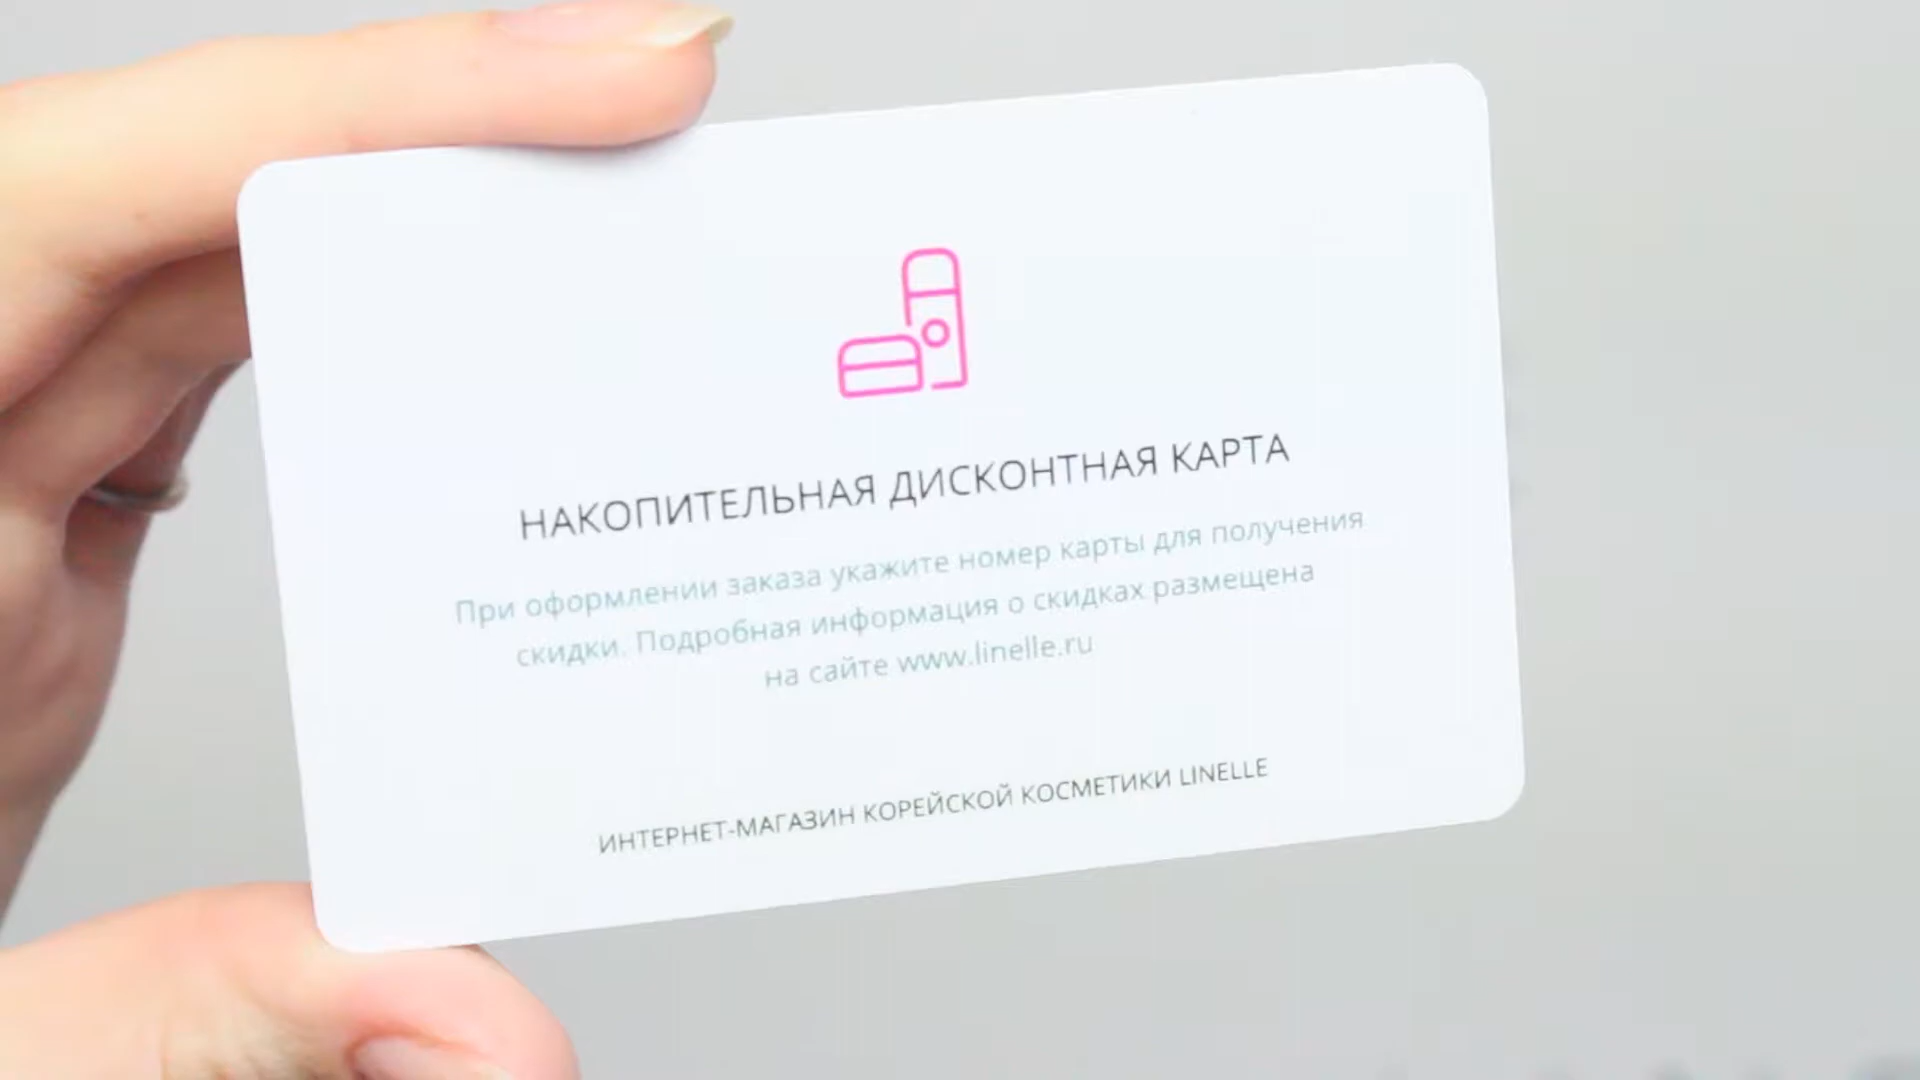 НАКОПИТЕЛЬНАЯ ДИСКОНТНАЯ КАРТА
При оформлении заказа укажите номер карты для получения
скидки. Подробная информация о скидках размещена
на сайте www.linelle.ru
ИНТЕРНЕТ-МАГАЗИН КОРЕЙСКОЙ КОСМЕТИКИ LINELLE